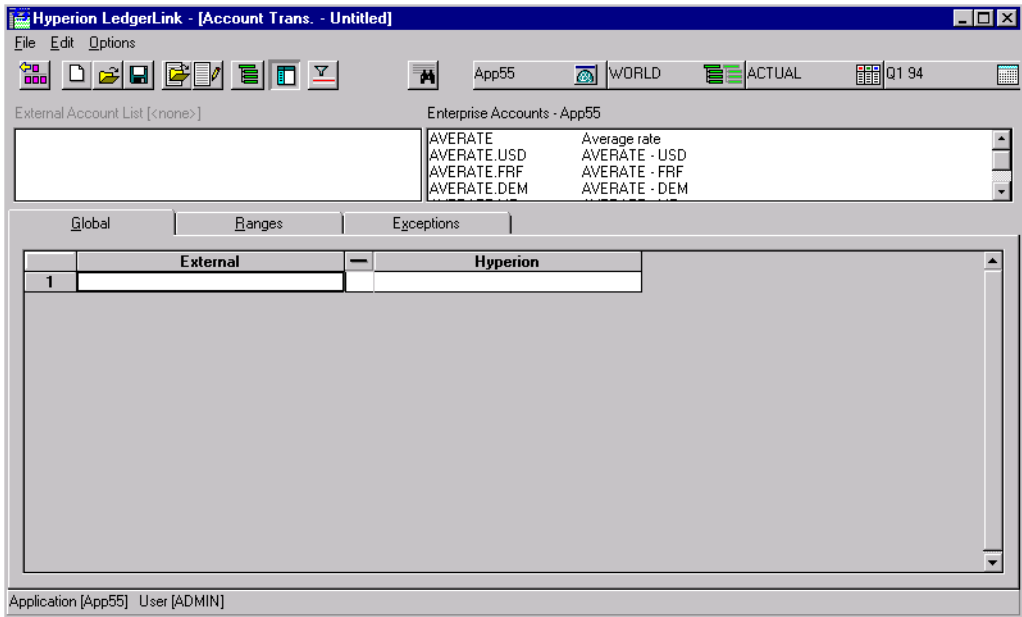 Hyperion LedgerLink - [Account Trans. - Untitled]
File Edit Options
App55 WORLD ACTUAL Q1 94
External Account List [<none>] Enterprise Accounts - App55
AVERATE Average rate
AVERATE.USD AVERATE - USD
AVERATE.FRF AVERATE - FRF
AVERATE.DEM AVERATE - DEM
Global Ranges Exceptions
External — Hyperion
1
Application [App55] User [ADMIN]